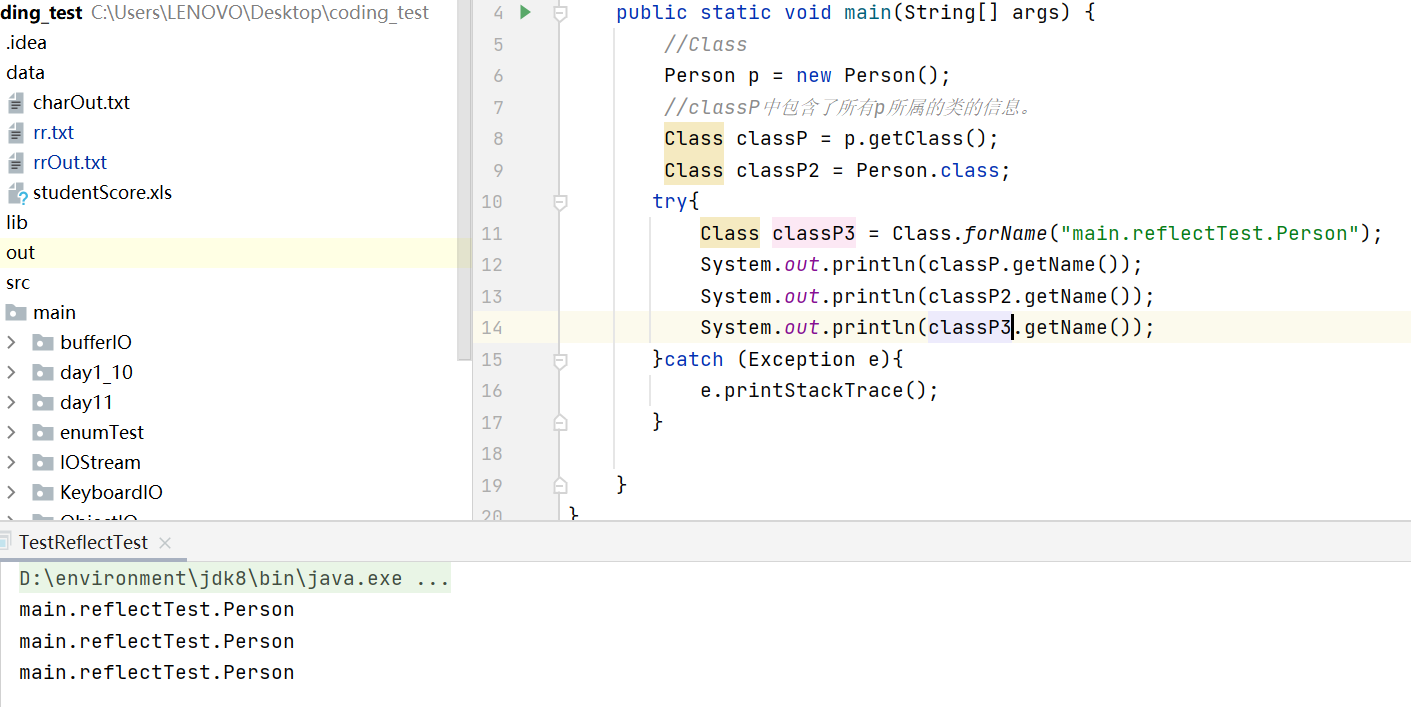 ding_test C:\Users\LENOVO\Desktop\coding_test
.idea
data
charOut.txt
rr.txt
rrOut.txt
studentScore.xls
lib
out
src
main
bufferIO
day1_10
day11
enumTest
IOStream
KeyboardIO
ObjectIO
4 public static void main(String[] args) {
5 //Class
6 Person p = new Person();
7 //classP中包含了所有p所属的类的信息。
8 Class classP = p.getClass();
9 Class classP2 = Person.class;
10 try{
11 Class classP3 = Class.forName("main.reflectTest.Person");
12 System.out.println(classP.getName());
13 System.out.println(classP2.getName());
14 System.out.println(classP3.getName());
15 }catch (Exception e){
16 e.printStackTrace();
17 }
18
19 }
20 }
TestReflectTest
D:\environment\jdk8\bin\java.exe ...
main.reflectTest.Person
main.reflectTest.Person
main.reflectTest.Person